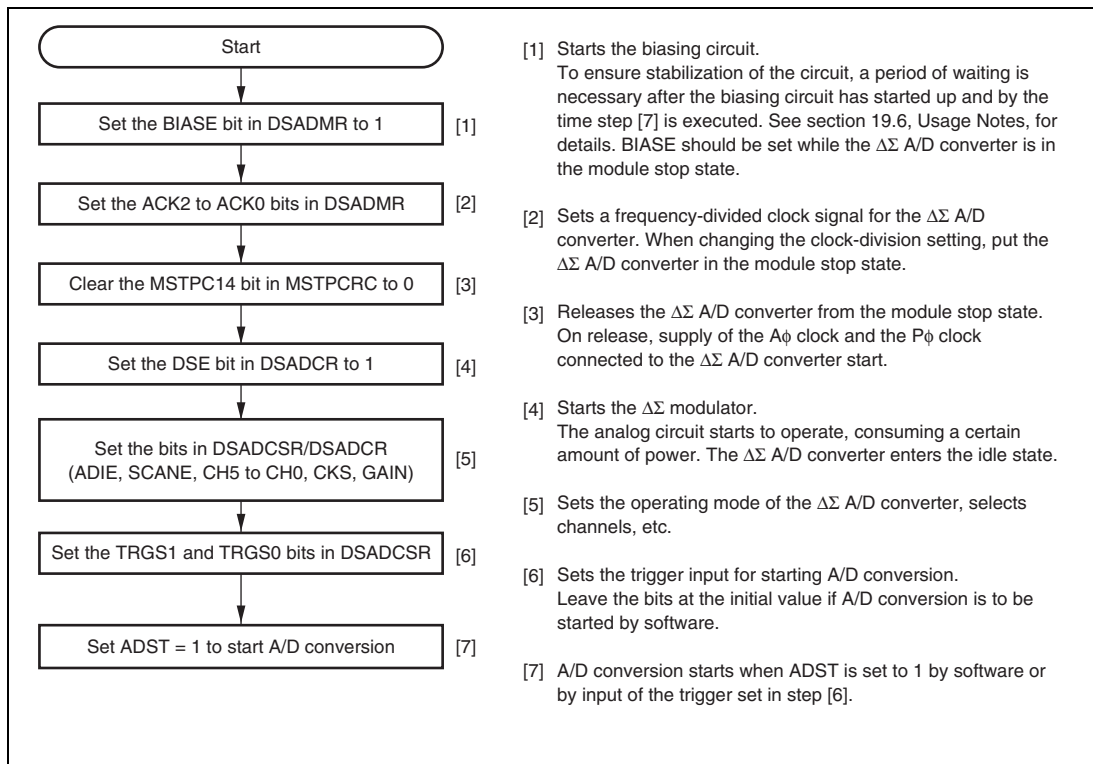 Start
Set the BIASE bit in DSADMR to 1
[1]
Set the ACK2 to ACK0 bits in DSADMR
[2]
Clear the MSTPC14 bit in MSTPCRC to 0
[3]
Set the DSE bit in DSADCR to 1
[4]
Set the bits in DSADCSR/DSADCR
(ADIE, SCANE, CH5 to CH0, CKS, GAIN)
[5]
Set the TRGS1 and TRGS0 bits in DSADCSR
[6]
Set ADST = 1 to start A/D conversion
[7]
[1] Starts the biasing circuit.
To ensure stabilization of the circuit, a period of waiting is
necessary after the biasing circuit has started up and by the
time step [7] is executed. See section 19.6, Usage Notes, for
details. BIASE should be set while the ΔΣ A/D converter is in
the module stop state.
[2] Sets a frequency-divided clock signal for the ΔΣ A/D
converter. When changing the clock-division setting, put the
ΔΣ A/D converter in the module stop state.
[3] Releases the ΔΣ A/D converter from the module stop state.
On release, supply of the Aϕ clock and the Pϕ clock
connected to the ΔΣ A/D converter start.
[4] Starts the ΔΣ modulator.
The analog circuit starts to operate, consuming a certain
amount of power. The ΔΣ A/D converter enters the idle state.
[5] Sets the operating mode of the ΔΣ A/D converter, selects
channels, etc.
[6] Sets the trigger input for starting A/D conversion.
Leave the bits at the initial value if A/D conversion is to be
started by software.
[7] A/D conversion starts when ADST is set to 1 by software or
by input of the trigger set in step [6].